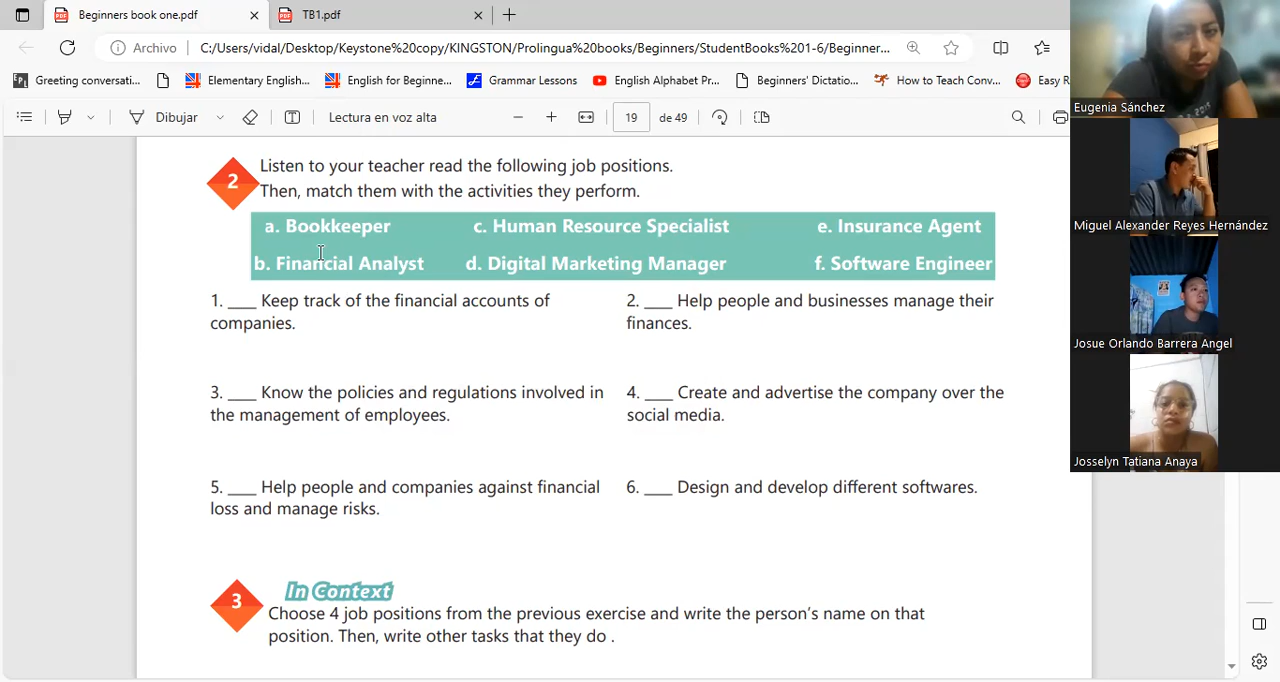 Beginners book one.pdf
TB1.pdf
Archivo
C:/Users/vidal/Desktop/Keystone%20copy/KINGSTON/Prolingua%20books/Beginners/StudentBooks%201-6/Beginner...
Greeting conversati...
Elementary English...
English for Beginne...
Grammar Lessons
English Alphabet Pr...
Beginners' Dictatio...
How to Teach Conv...
Easy R
Dibujar
Lectura en voz alta
19
de 49
2
Listen to your teacher read the following job positions.
Then, match them with the activities they perform.
a. Bookkeeper c. Human Resource Specialist e. Insurance Agent
b. Financial Analyst d. Digital Marketing Manager f. Software Engineer
1. ___ Keep track of the financial accounts of
companies.
2. ___ Help people and businesses manage their
finances.
3. ___ Know the policies and regulations involved in
the management of employees.
4. ___ Create and advertise the company over the
social media.
5. ___ Help people and companies against financial
loss and manage risks.
6. ___ Design and develop different softwares.
3
In Context
Choose 4 job positions from the previous exercise and write the person's name on that
position. Then, write other tasks that they do .
Eugenia Sánchez
Miguel Alexander Reyes Hernández
Josue Orlando Barrera Angel
Josselyn Tatiana Anaya